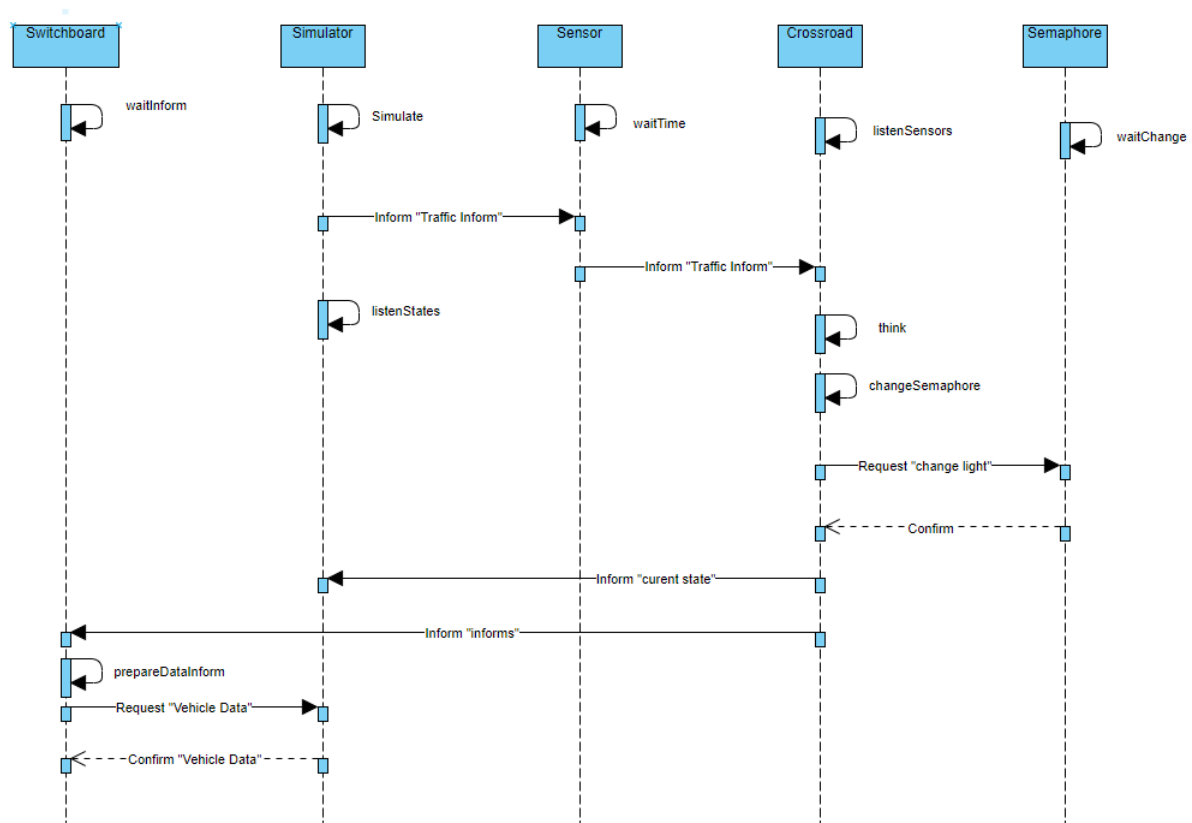 Switchboard
Simulator
Sensor
Crossroad
Semaphore
waitInform
Simulate
waitTime
listenSensors
waitChange
Inform "Traffic Inform"
Inform "Traffic Inform"
listenStates
think
changeSemaphore
Request "change light"
Confirm
Inform "curent state"
Inform "informs"
prepareDataInform
Request "Vehicle Data"
Confirm "Vehicle Data"